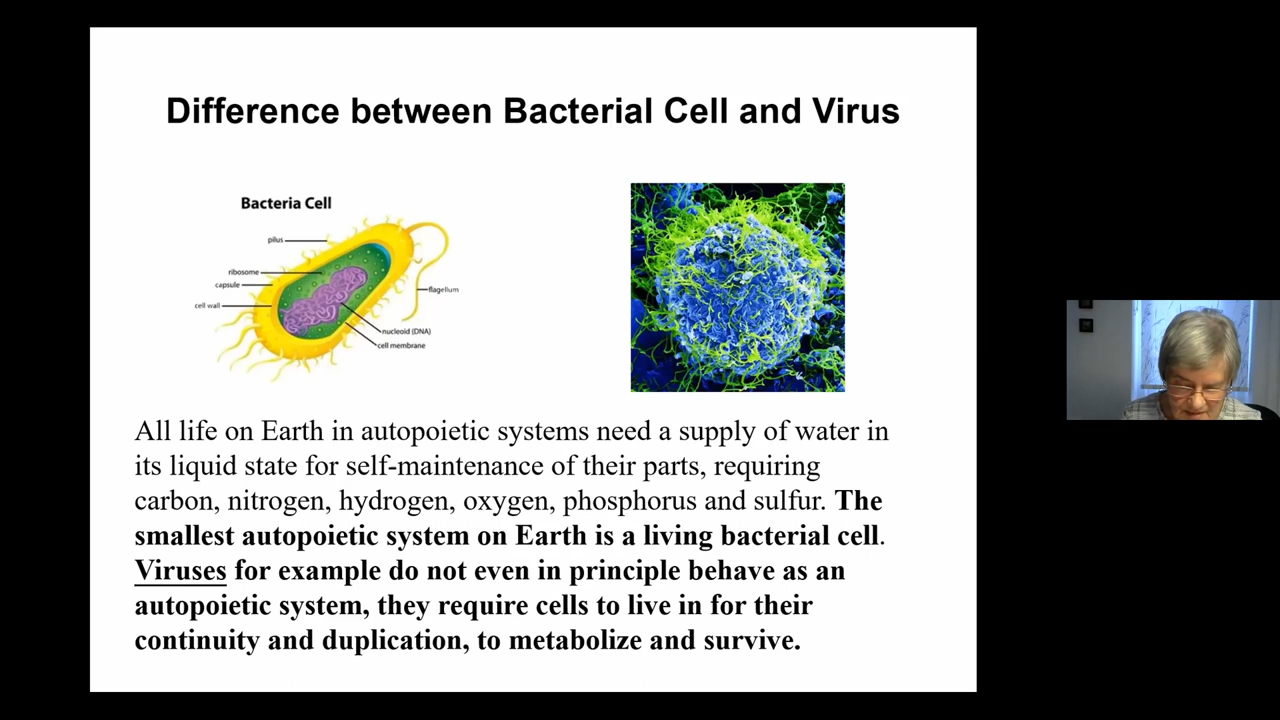 Difference between Bacterial Cell and Virus
Bacteria Cell
pilus
ribosome
capsule
cell wall
flagellum
nucleoid (DNA)
cell membrane
All life on Earth in autopoietic systems need a supply of water in
its liquid state for self-maintenance of their parts, requiring
carbon, nitrogen, hydrogen, oxygen, phosphorus and sulfur. The
smallest autopoietic system on Earth is a living bacterial cell.
Viruses for example do not even in principle behave as an
autopoietic system, they require cells to live in for their
continuity and duplication, to metabolize and survive.